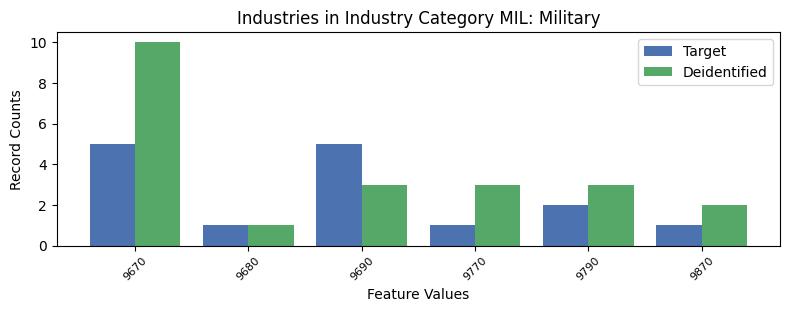 Industries in Industry Category MIL: Military
Target
Deidentified
Record Counts
10
8
6
4
2
0
9670
9680
9690
9770
9790
9870
Feature Values